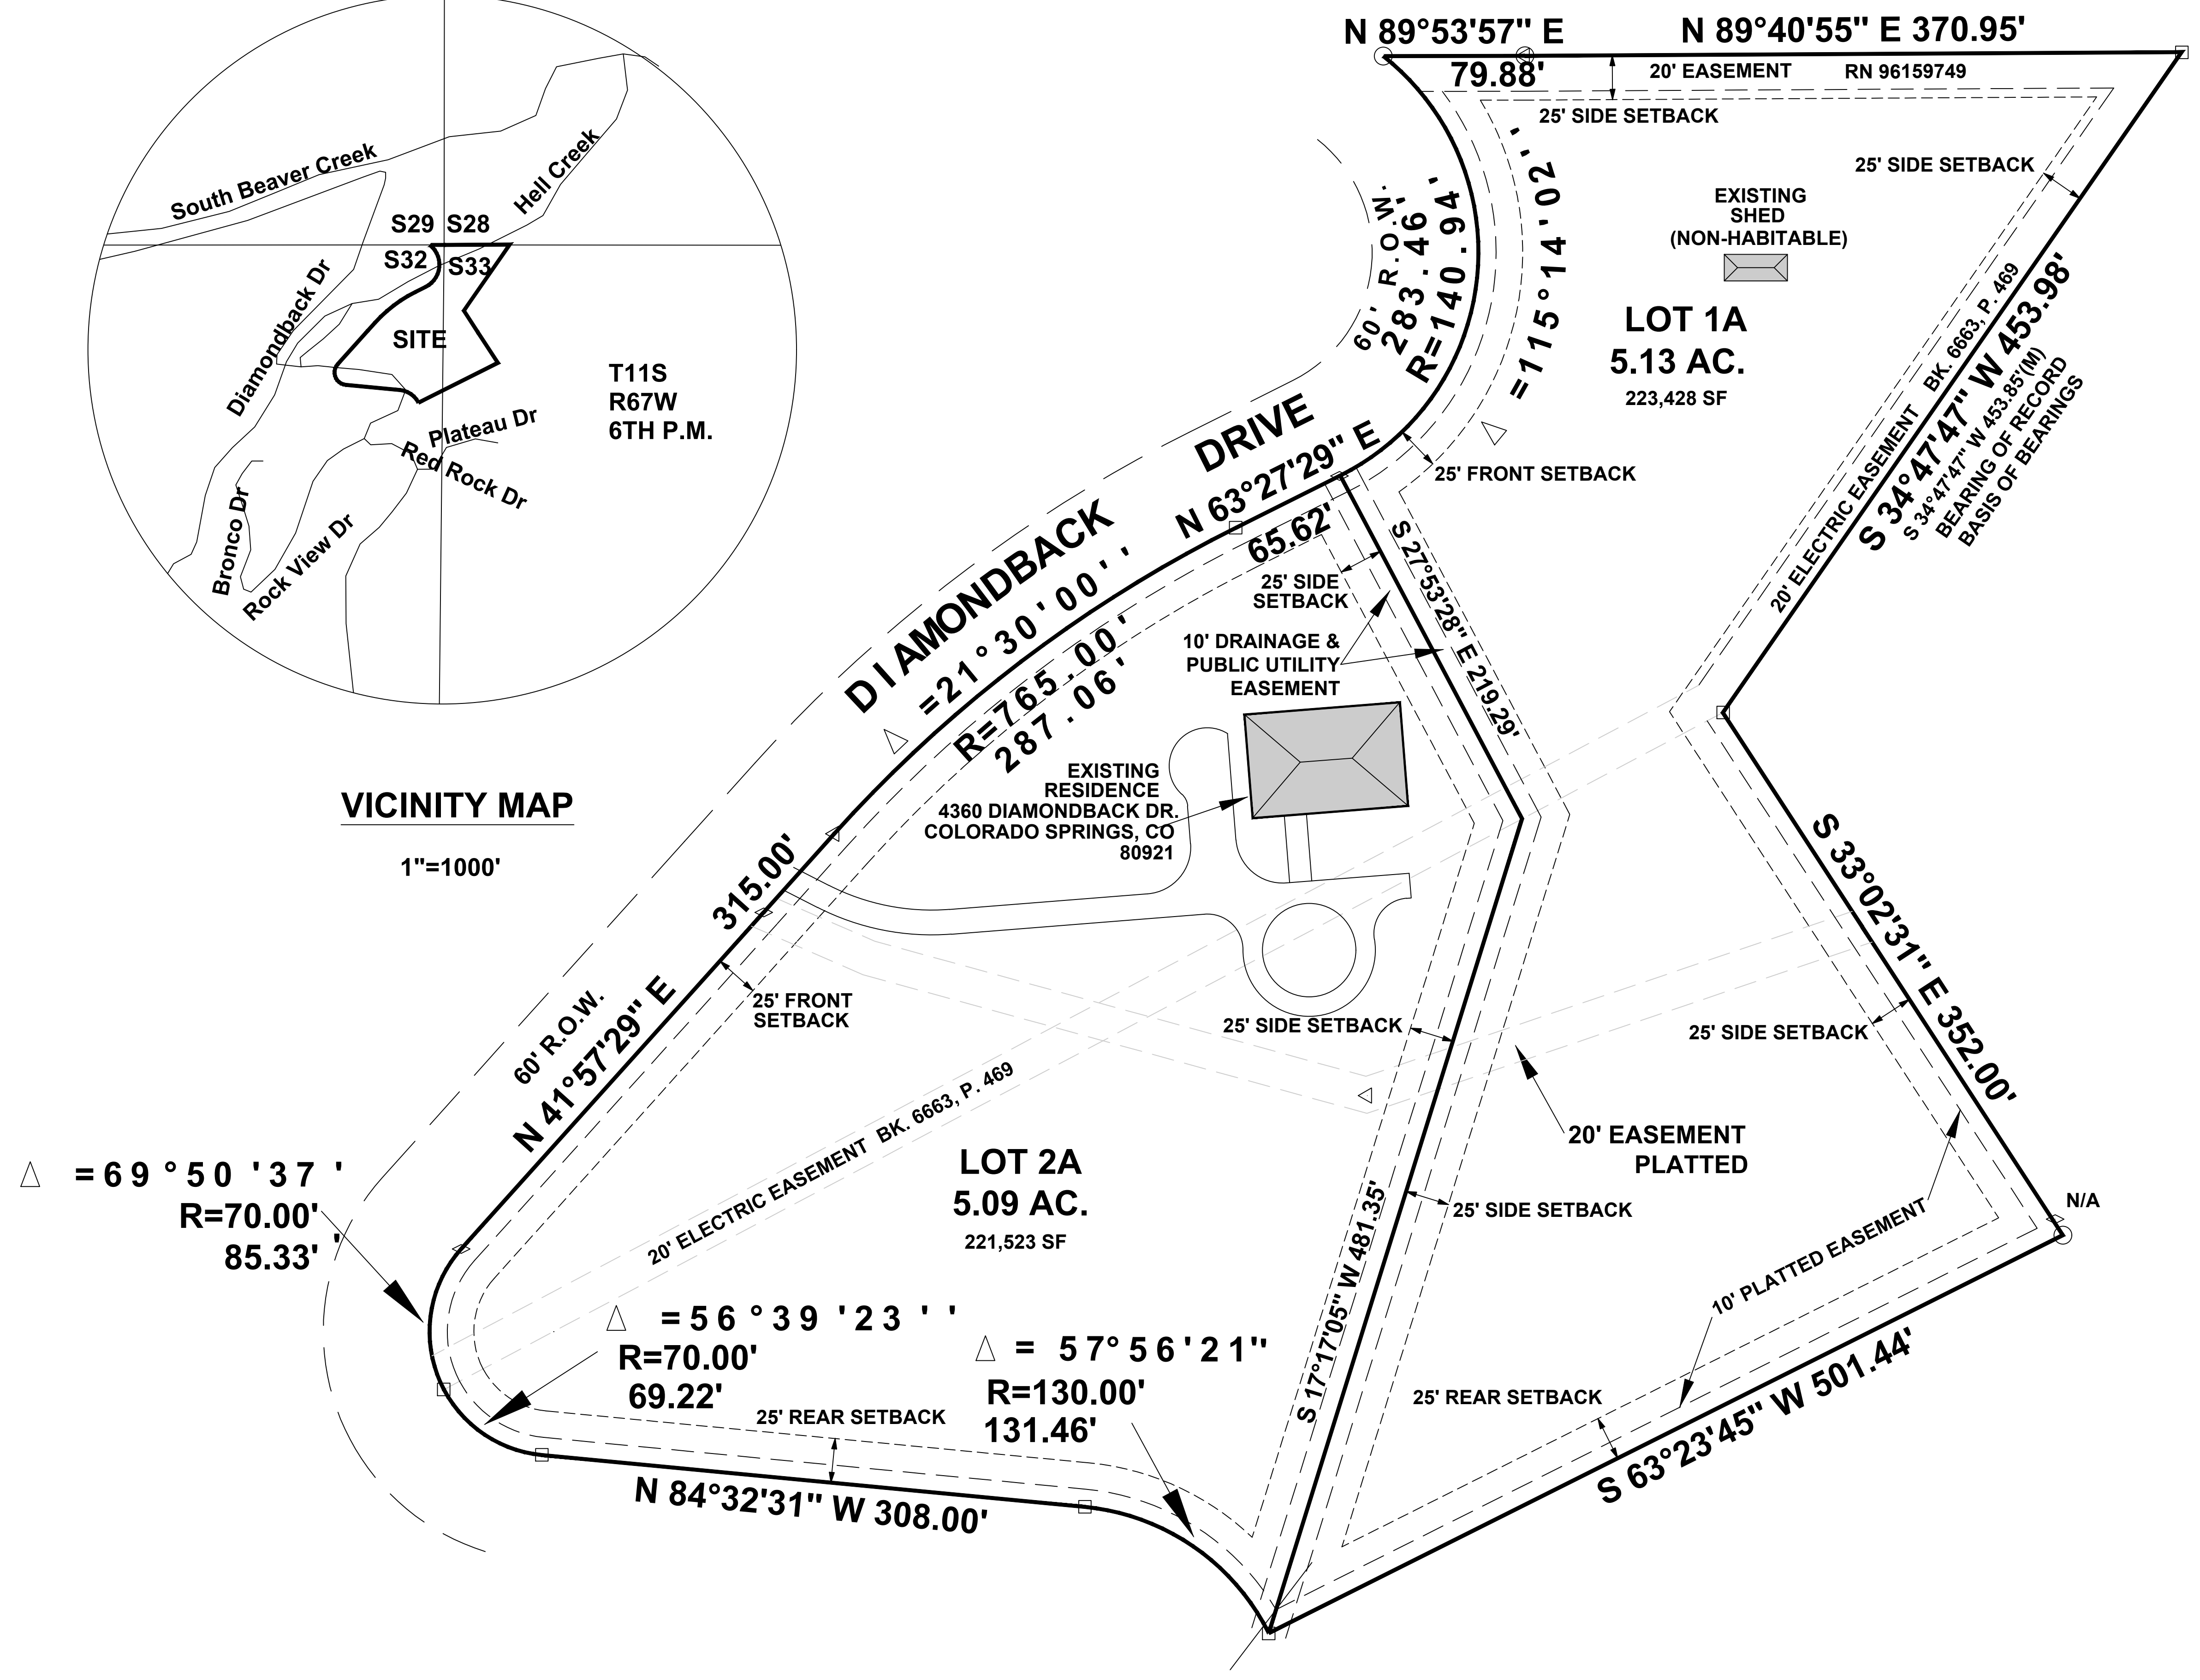 South Beaver Creek
Hell Creek
S29 S28
S32 S33
SITE
Diamondback Dr
T11S
R67W
6TH P.M.
Plateau Dr
Red Rock Dr
Bronco Dr
Rock View Dr
VICINITY MAP
1"=1000'
N 89°53'57" E
79.88'
N 89°40'55" E 370.95'
20' EASEMENT RN 96159749
25' SIDE SETBACK
25' SIDE SETBACK
EXISTING
SHED
(NON-HABITABLE)
LOT 1A
5.13 AC.
223,428 SF
60' R.O.W.
283.46'
R=140.94'
△ =115°14'02''
25' FRONT SETBACK
20' ELECTRIC EASEMENT BK. 6663, P. 469
S 34°47'47" W 453.98'
S 34°47'47" W 453.85'(M)
BEARING OF RECORD
BASIS OF BEARINGS
DIAMONDBACK DRIVE
N 63°27'29" E
65.62'
△ =21°30'00''
R=765.00'
287.06'
25' SIDE
SETBACK
S 27°53'28" E 219.29'
10' DRAINAGE &
PUBLIC UTILITY
EASEMENT
EXISTING
RESIDENCE
4360 DIAMONDBACK DR.
COLORADO SPRINGS, CO
80921
315.00'
N 41°57'29" E
60' R.O.W.
25' FRONT
SETBACK
25' SIDE SETBACK
25' SIDE SETBACK
S 33°02'31" E 352.00'
20' EASEMENT
PLATTED
20' ELECTRIC EASEMENT BK. 6663, P. 469
LOT 2A
5.09 AC.
221,523 SF
S 17°17'05" W 481.35'
25' SIDE SETBACK
N/A
10' PLATTED EASEMENT
△ =69°50'37'
R=70.00'
85.33' '
△ =56°39'23''
R=70.00'
69.22'
△ = 57°56'21"
R=130.00'
131.46'
25' REAR SETBACK
25' REAR SETBACK
N 84°32'31" W 308.00'
S 63°23'45" W 501.44'